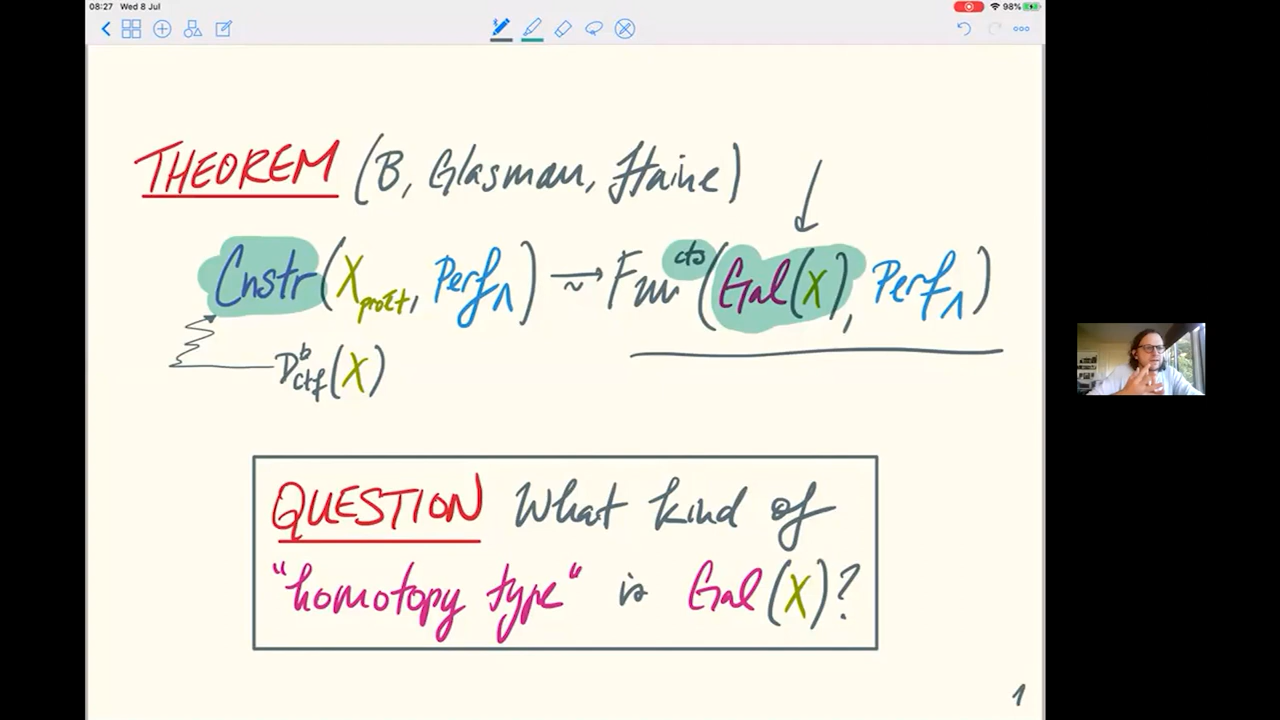 08:27 Wed 8 Jul 98%
THEOREM (B, Glasman, Haine)
Cnstr(X_proét, Perf_Λ) ⥲ Fun^cts(Gal(X), Perf_Λ)
D^b_ctf(X)
QUESTION What kind of
"homotopy type" is Gal(X)?
1